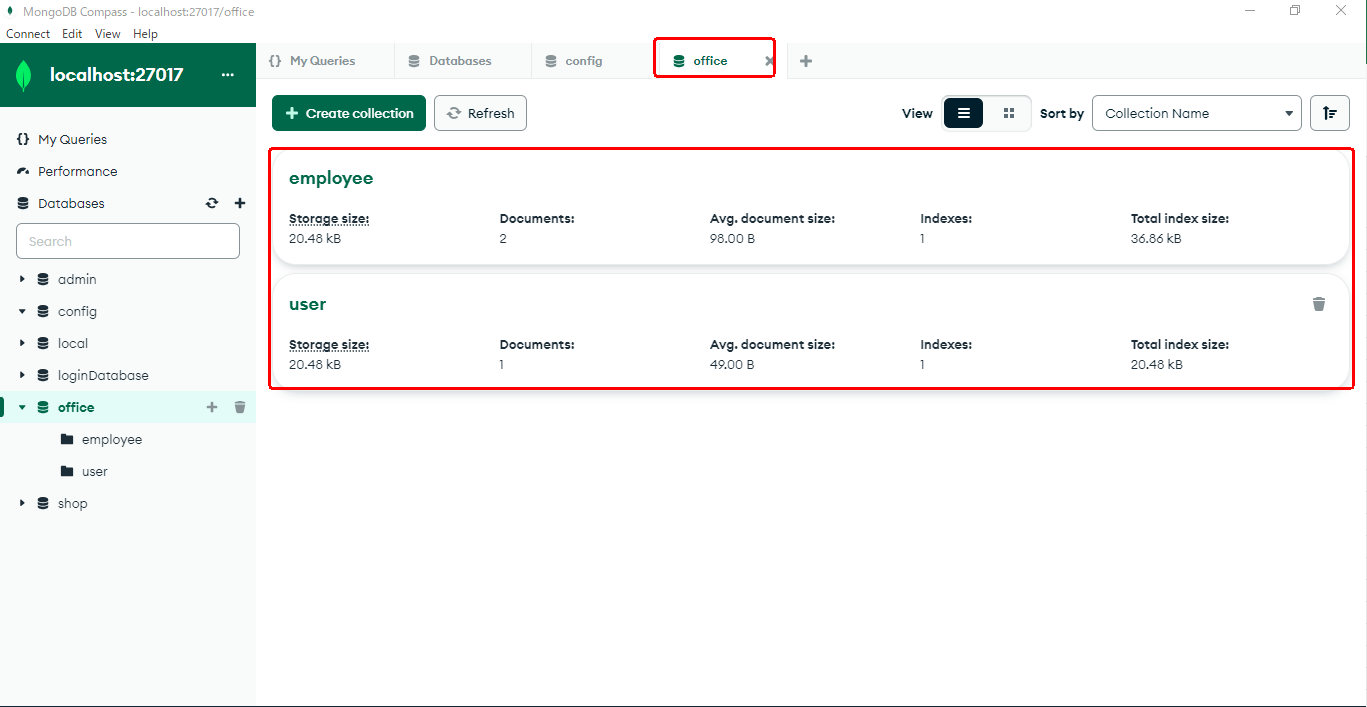 MongoDB Compass - localhost:27017/office
Connect Edit View Help
localhost:27017 ...
{} My Queries
Performance
Databases
Search
admin
config
local
loginDatabase
office
employee
user
shop
{} My Queries Databases config office
Create collection Refresh View Sort by Collection Name
employee
Storage size: Documents: Avg. document size: Indexes: Total index size:
20.48 kB 2 98.00 B 1 36.86 kB
user
Storage size: Documents: Avg. document size: Indexes: Total index size:
20.48 kB 1 49.00 B 1 20.48 kB